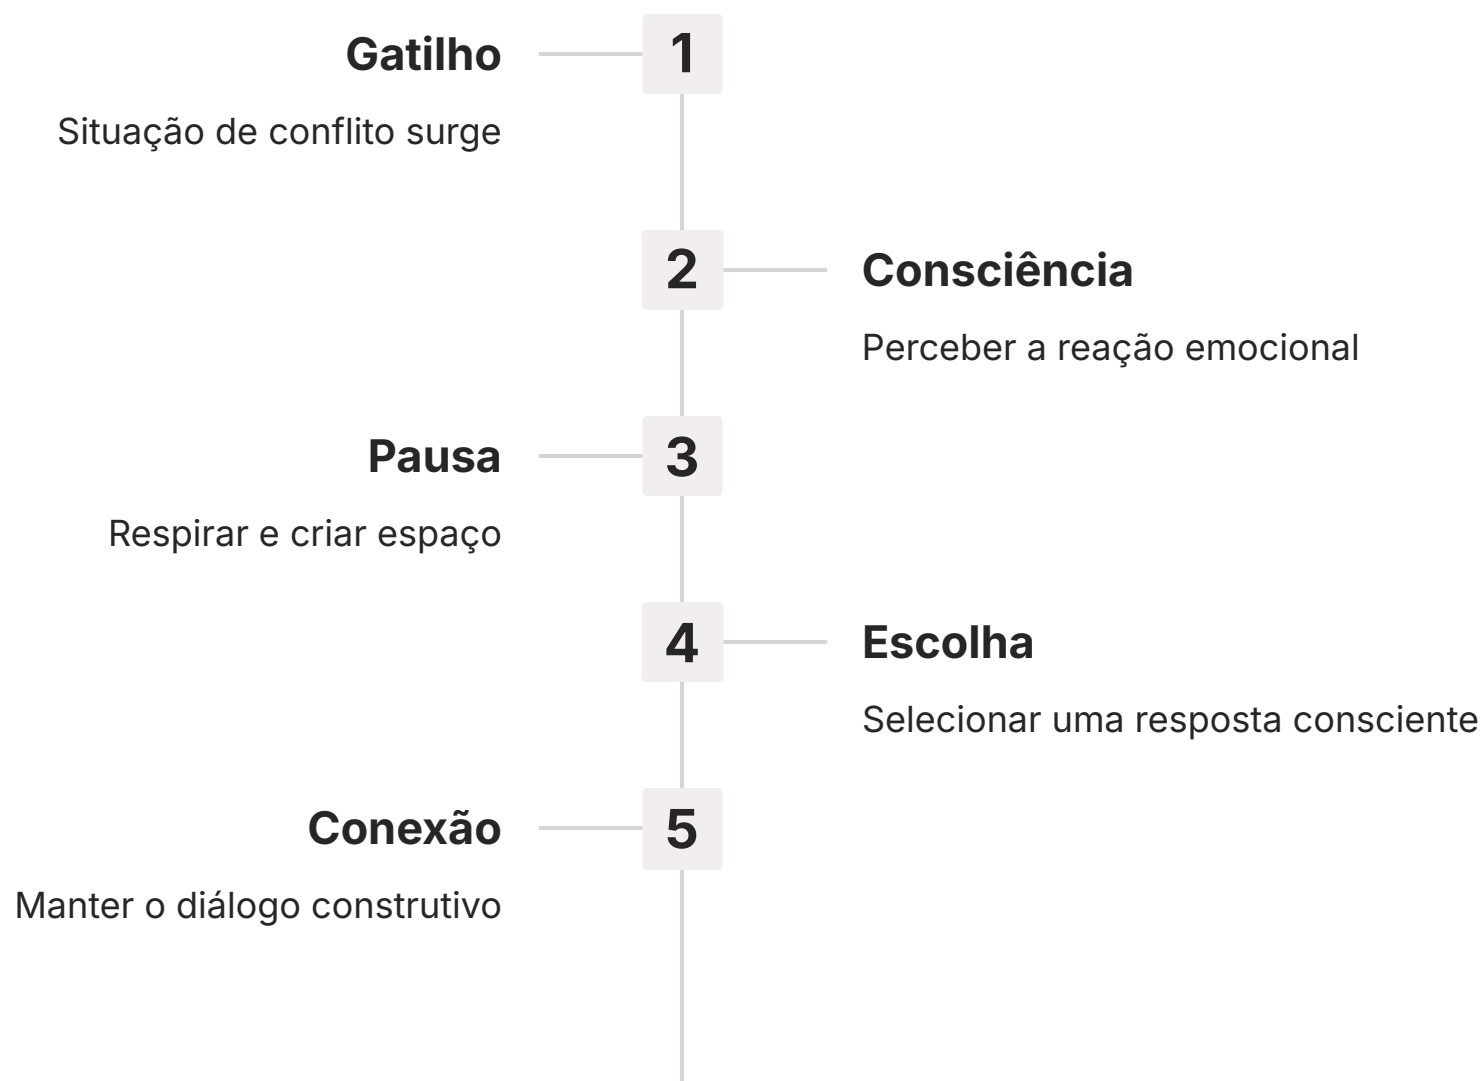 1
Gatilho
Situação de conflito surge
2
Consciência
Perceber a reação emocional
3
Pausa
Respirar e criar espaço
4
Escolha
Selecionar uma resposta consciente
5
Conexão
Manter o diálogo construtivo